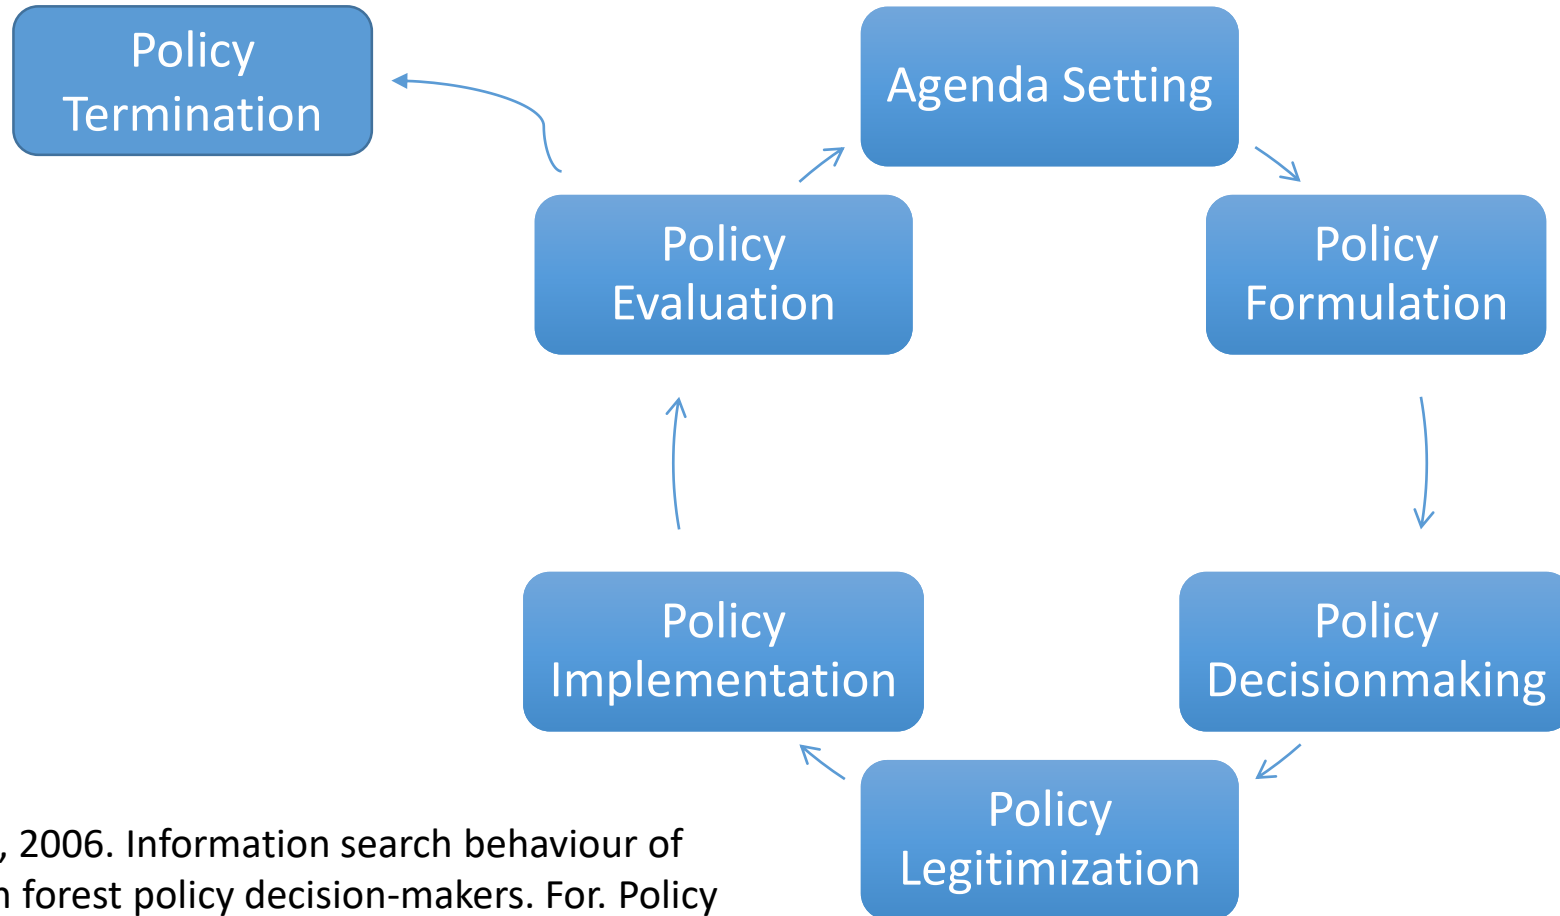 Policy
Termination
Agenda Setting
Policy
Evaluation
Policy
Formulation
Policy
Implementation
Policy
Decisionmaking
Policy
Legitimization
, 2006. Information search behaviour of
forest policy decision-makers. For. Policy